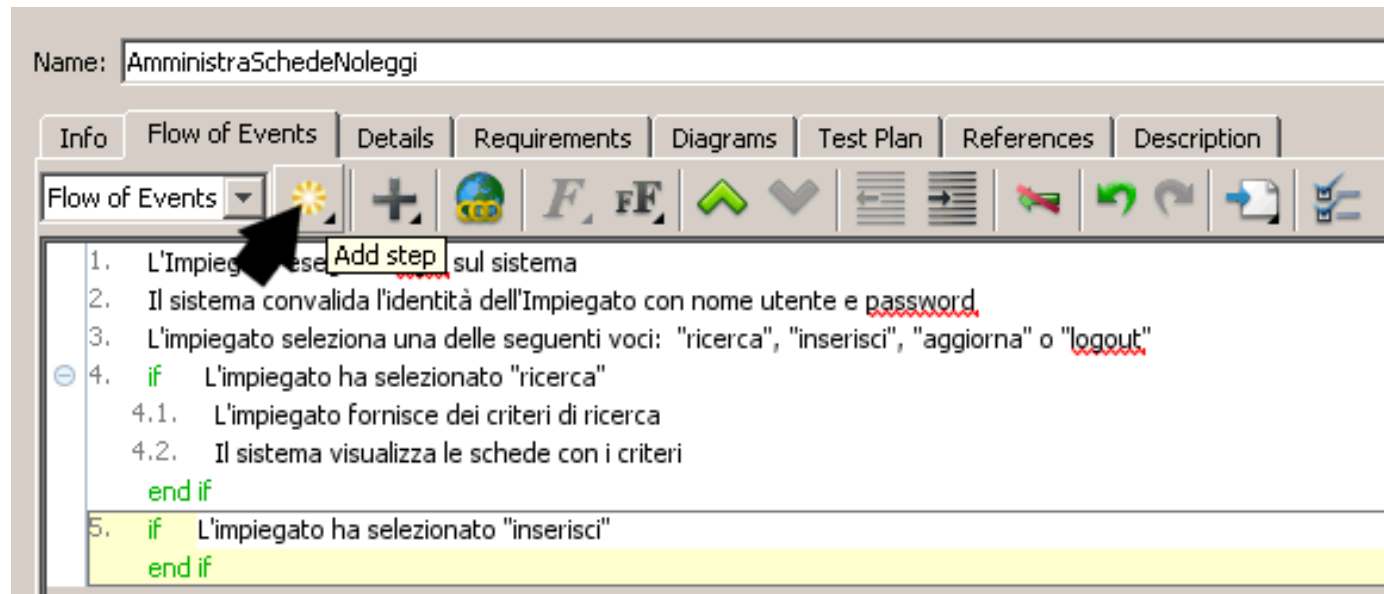 Name: AmministraSchedeNoleggi
Info Flow of Events Details Requirements Diagrams Test Plan References Description
Flow of Events F FF
Add step
1. L'Impieg ese sul sistema
2. Il sistema convalida l'identità dell'Impiegato con nome utente e password
3. L'impiegato seleziona una delle seguenti voci: "ricerca", "inserisci", "aggiorna" o "logout"
4. if L'impiegato ha selezionato "ricerca"
4.1. L'impiegato fornisce dei criteri di ricerca
4.2. Il sistema visualizza le schede con i criteri
end if
5. if L'impiegato ha selezionato "inserisci"
end if